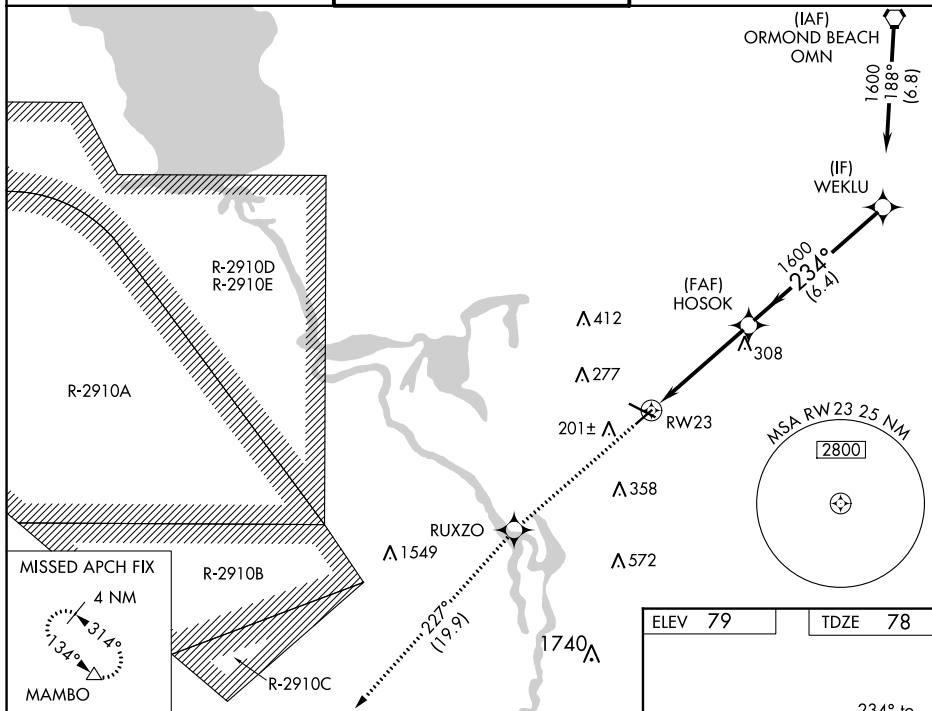 (IAF)
ORMOND BEACH
OMN
1600
188°
(6.8)
(IF)
WEKLU
1600
234°
(6.4)
(FAF)
HOSOK
R-2910D
R-2910E
412
308
277
R-2910A
RW23
201±
MSA RW 23 25 NM
2800
358
RUXZO
1549
572
R-2910B
MISSED APCH FIX
4 NM
314°
134°
MAMBO
227°
(19.9)
1740
R-2910C
ELEV 79
TDZE 78
234° to